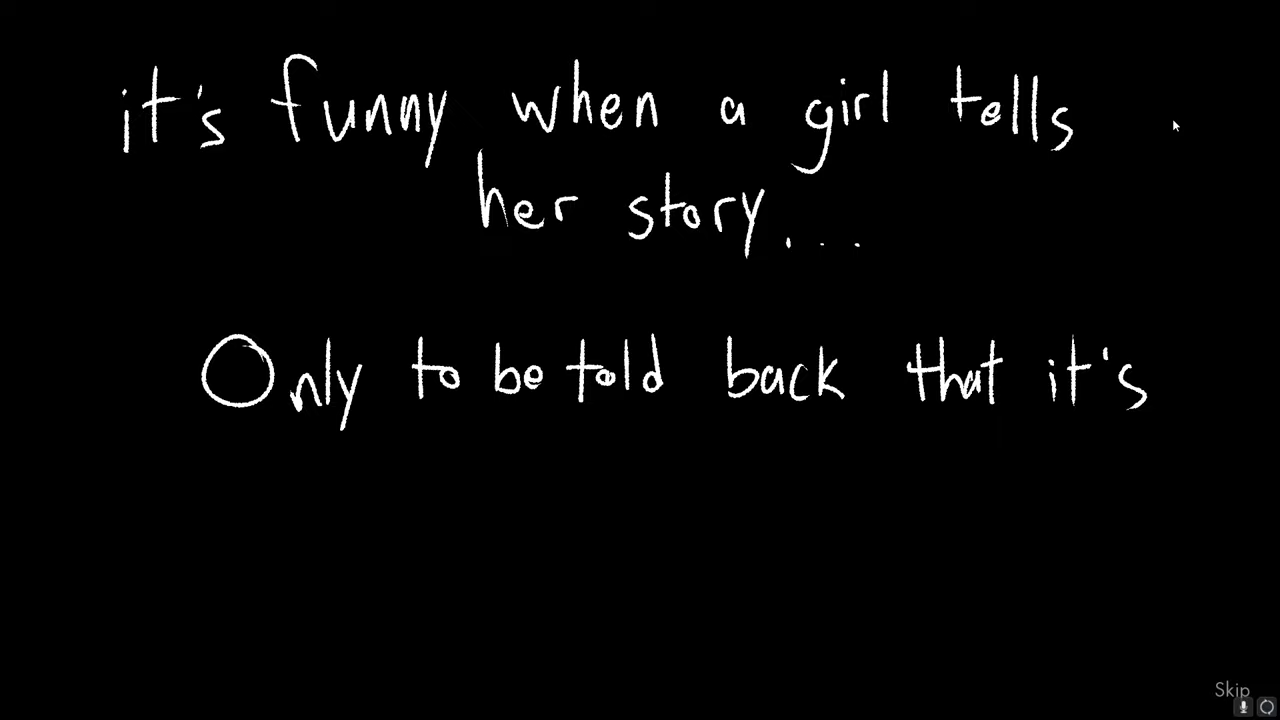 it's funny when a girl tells
her story...
Only to be told back that it's
Skip